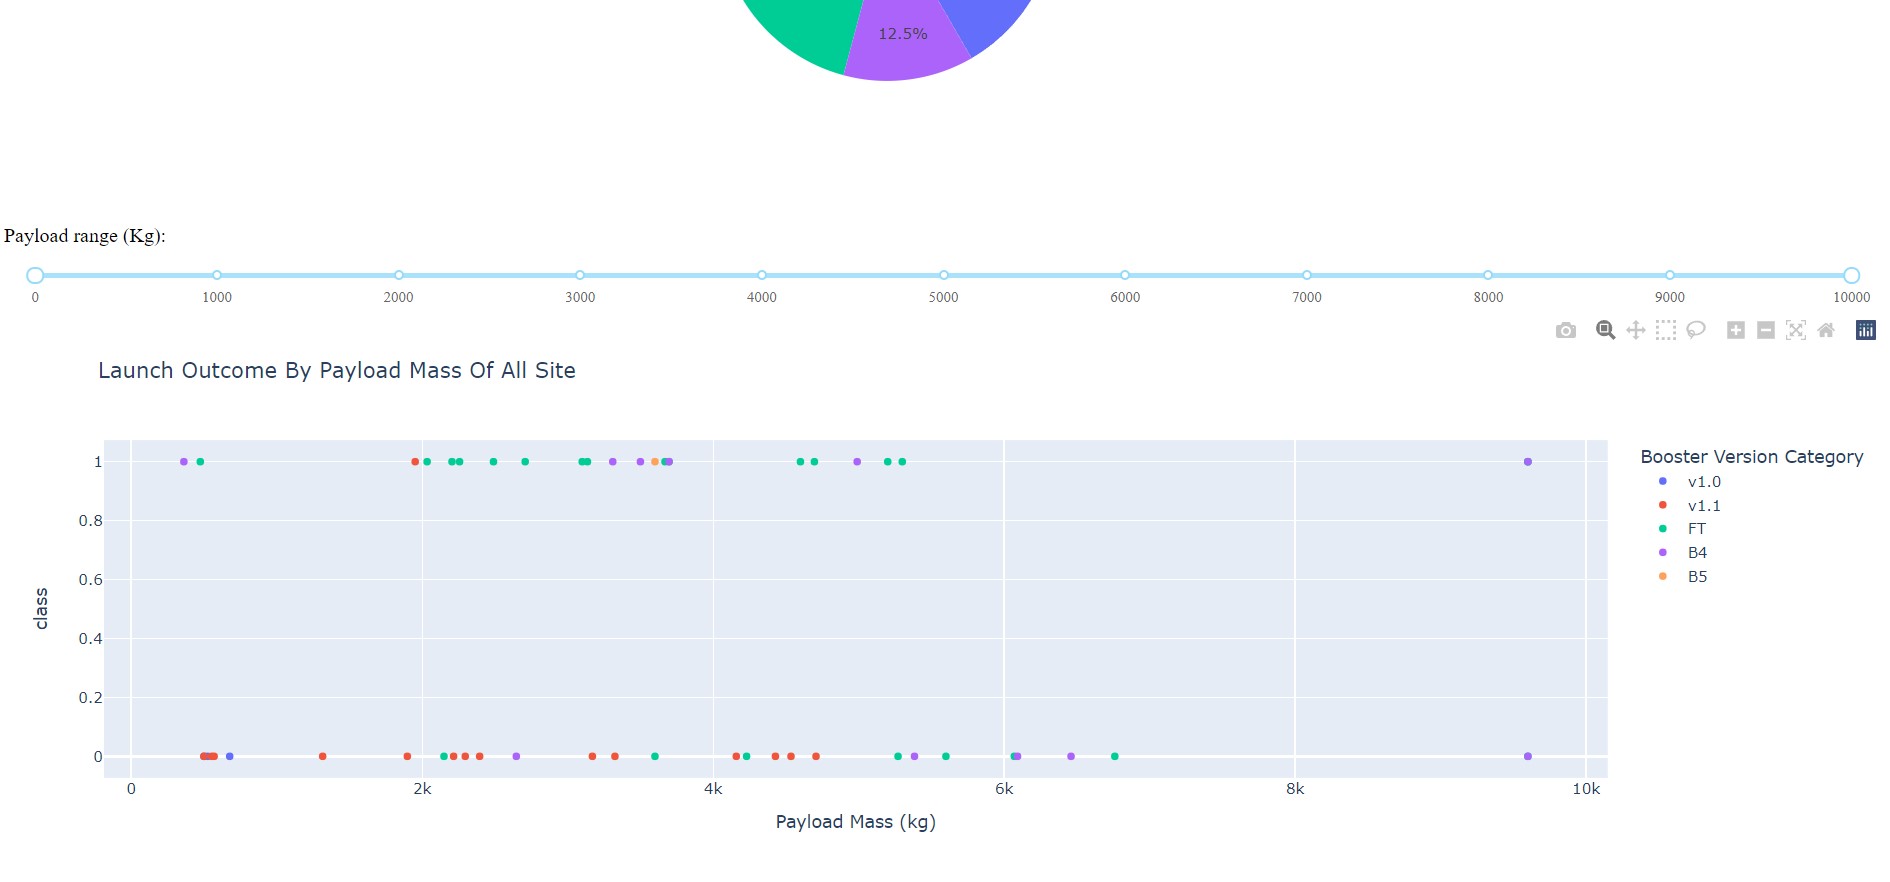 12.5%
Payload range (Kg):
0 1000 2000 3000 4000 5000 6000 7000 8000 9000 10000
Launch Outcome By Payload Mass Of All Site
1
0.8
0.6
0.4
0.2
0
class
0 2k 4k 6k 8k 10k
Payload Mass (kg)
Booster Version Category
v1.0
v1.1
FT
B4
B5